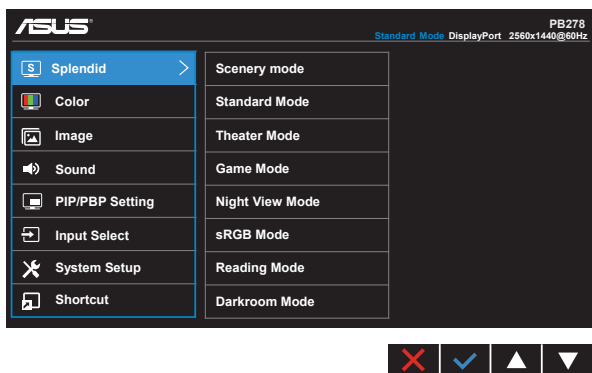 ASUS
PB278
Standard Mode DisplayPort 2560x1440@60Hz
S Splendid
Color
Image
Sound
PIP/PBP Setting
Input Select
System Setup
Shortcut
Scenery mode
Standard Mode
Theater Mode
Game Mode
Night View Mode
sRGB Mode
Reading Mode
Darkroom Mode